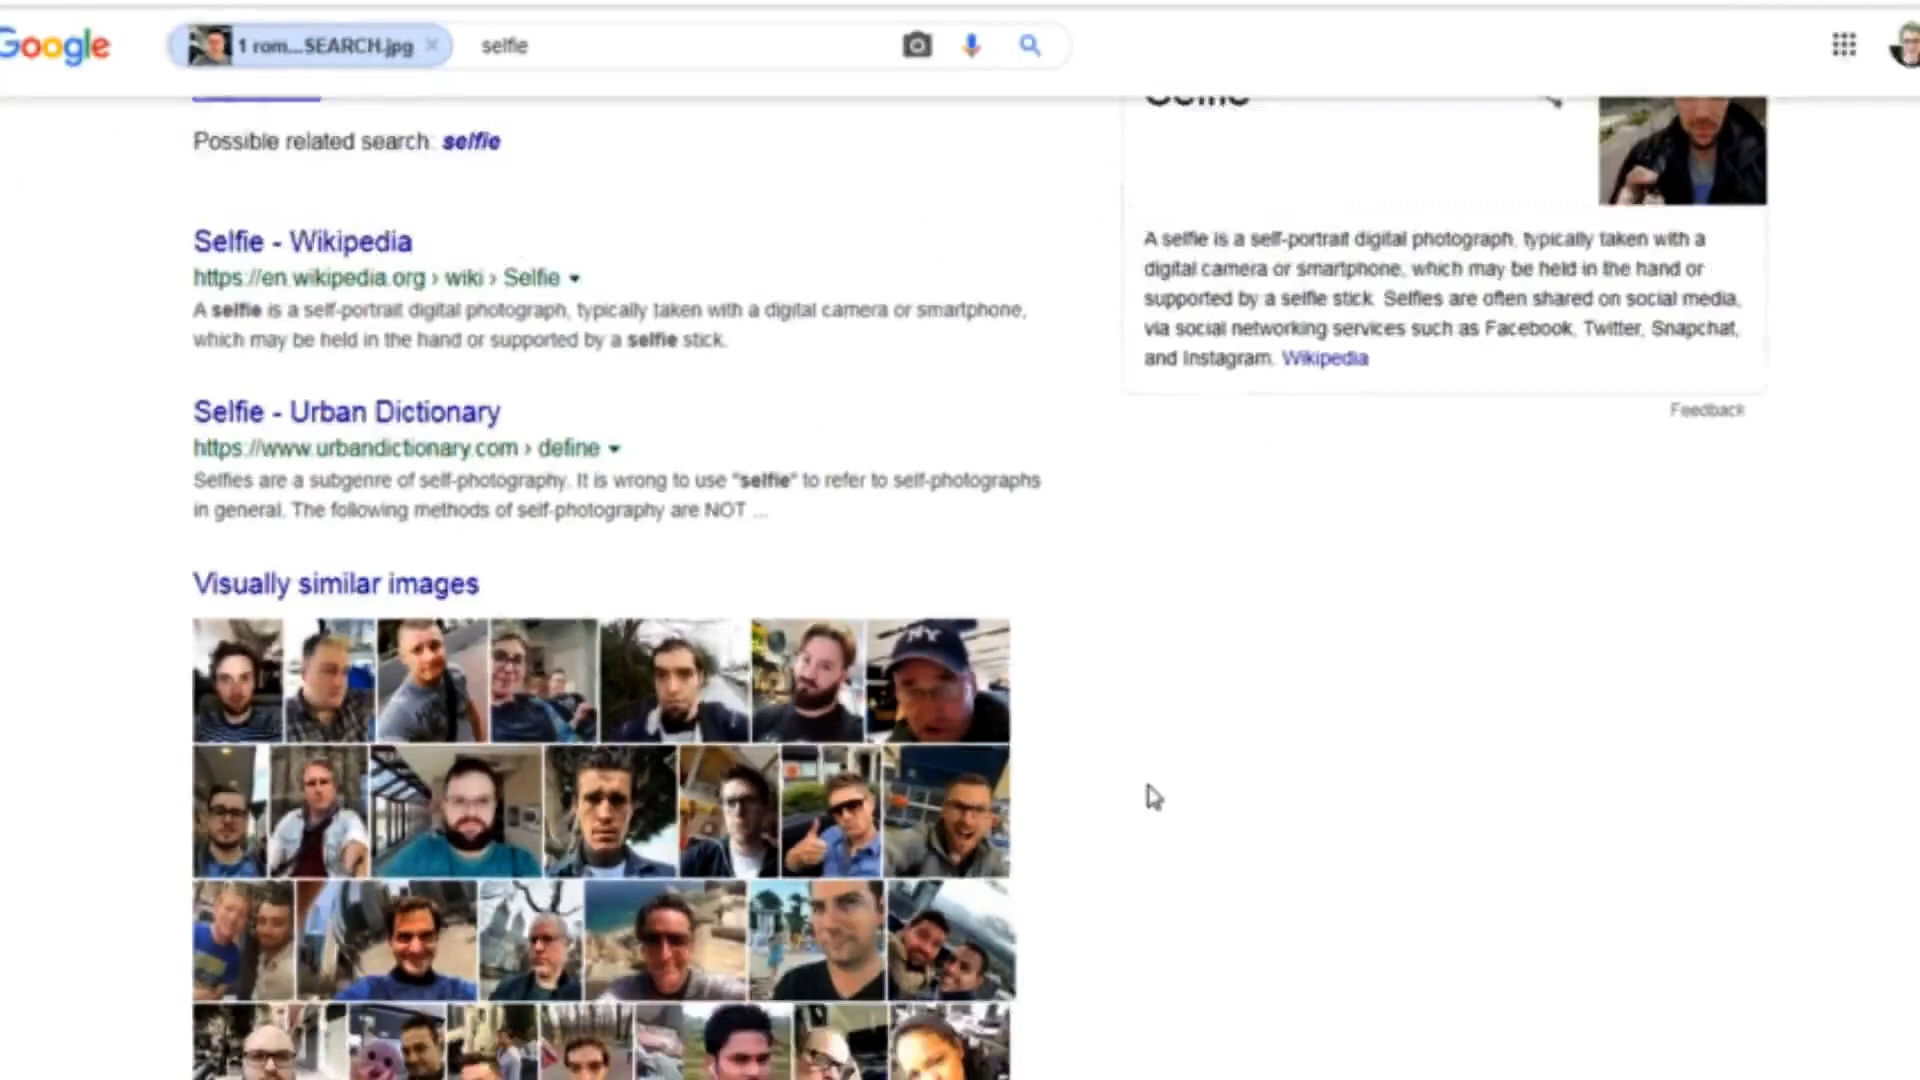 Google
1 rom...SEARCH.jpg × selfie
Selfie
Possible related search: selfie
Selfie - Wikipedia
https://en.wikipedia.org › wiki › Selfie
A selfie is a self-portrait digital photograph, typically taken with a digital camera or smartphone,
which may be held in the hand or supported by a selfie stick.
Selfie - Urban Dictionary
https://www.urbandictionary.com › define
Selfies are a subgenre of self-photography. It is wrong to use "selfie" to refer to self-photographs
in general. The following methods of self-photography are NOT ...
Visually similar images
NY
A selfie is a self-portrait digital photograph, typically taken with a
digital camera or smartphone, which may be held in the hand or
supported by a selfie stick. Selfies are often shared on social media,
via social networking services such as Facebook, Twitter, Snapchat,
and Instagram. Wikipedia
Feedback